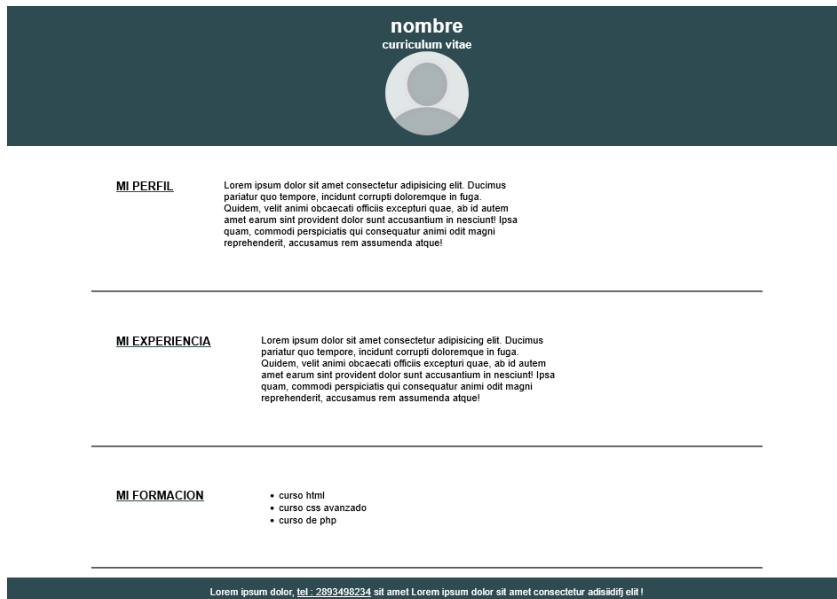 nombre
curriculum vitae
MI PERFIL
Lorem ipsum dolor sit amet consectetur adipisicing elit. Ducimus
pariatur quo tempore, incidunt corrupti doloremque in fuga.
Quidem, velit animi obcaecati officiis excepturi quae, ab id autem
amet earum sint provident dolor sunt accusantium in nesciunt! Ipsa
quam, commodi perspiciatis qui consequatur animi odit magni
reprehenderit, accusamus rem assumenda atque!
MI EXPERIENCIA
Lorem ipsum dolor sit amet consectetur adipisicing elit. Ducimus
pariatur quo tempore, incidunt corrupti doloremque in fuga.
Quidem, velit animi obcaecati officiis excepturi quae, ab id autem
amet earum sint provident dolor sunt accusantium in nesciunt! Ipsa
quam, commodi perspiciatis qui consequatur animi odit magni
reprehenderit, accusamus rem assumenda atque!
MI FORMACION
• curso html
• curso css avanzado
• curso de php
Lorem ipsum dolor, tel : 2893498234 sit amet Lorem ipsum dolor sit amet consectetur adisiidifj elit !